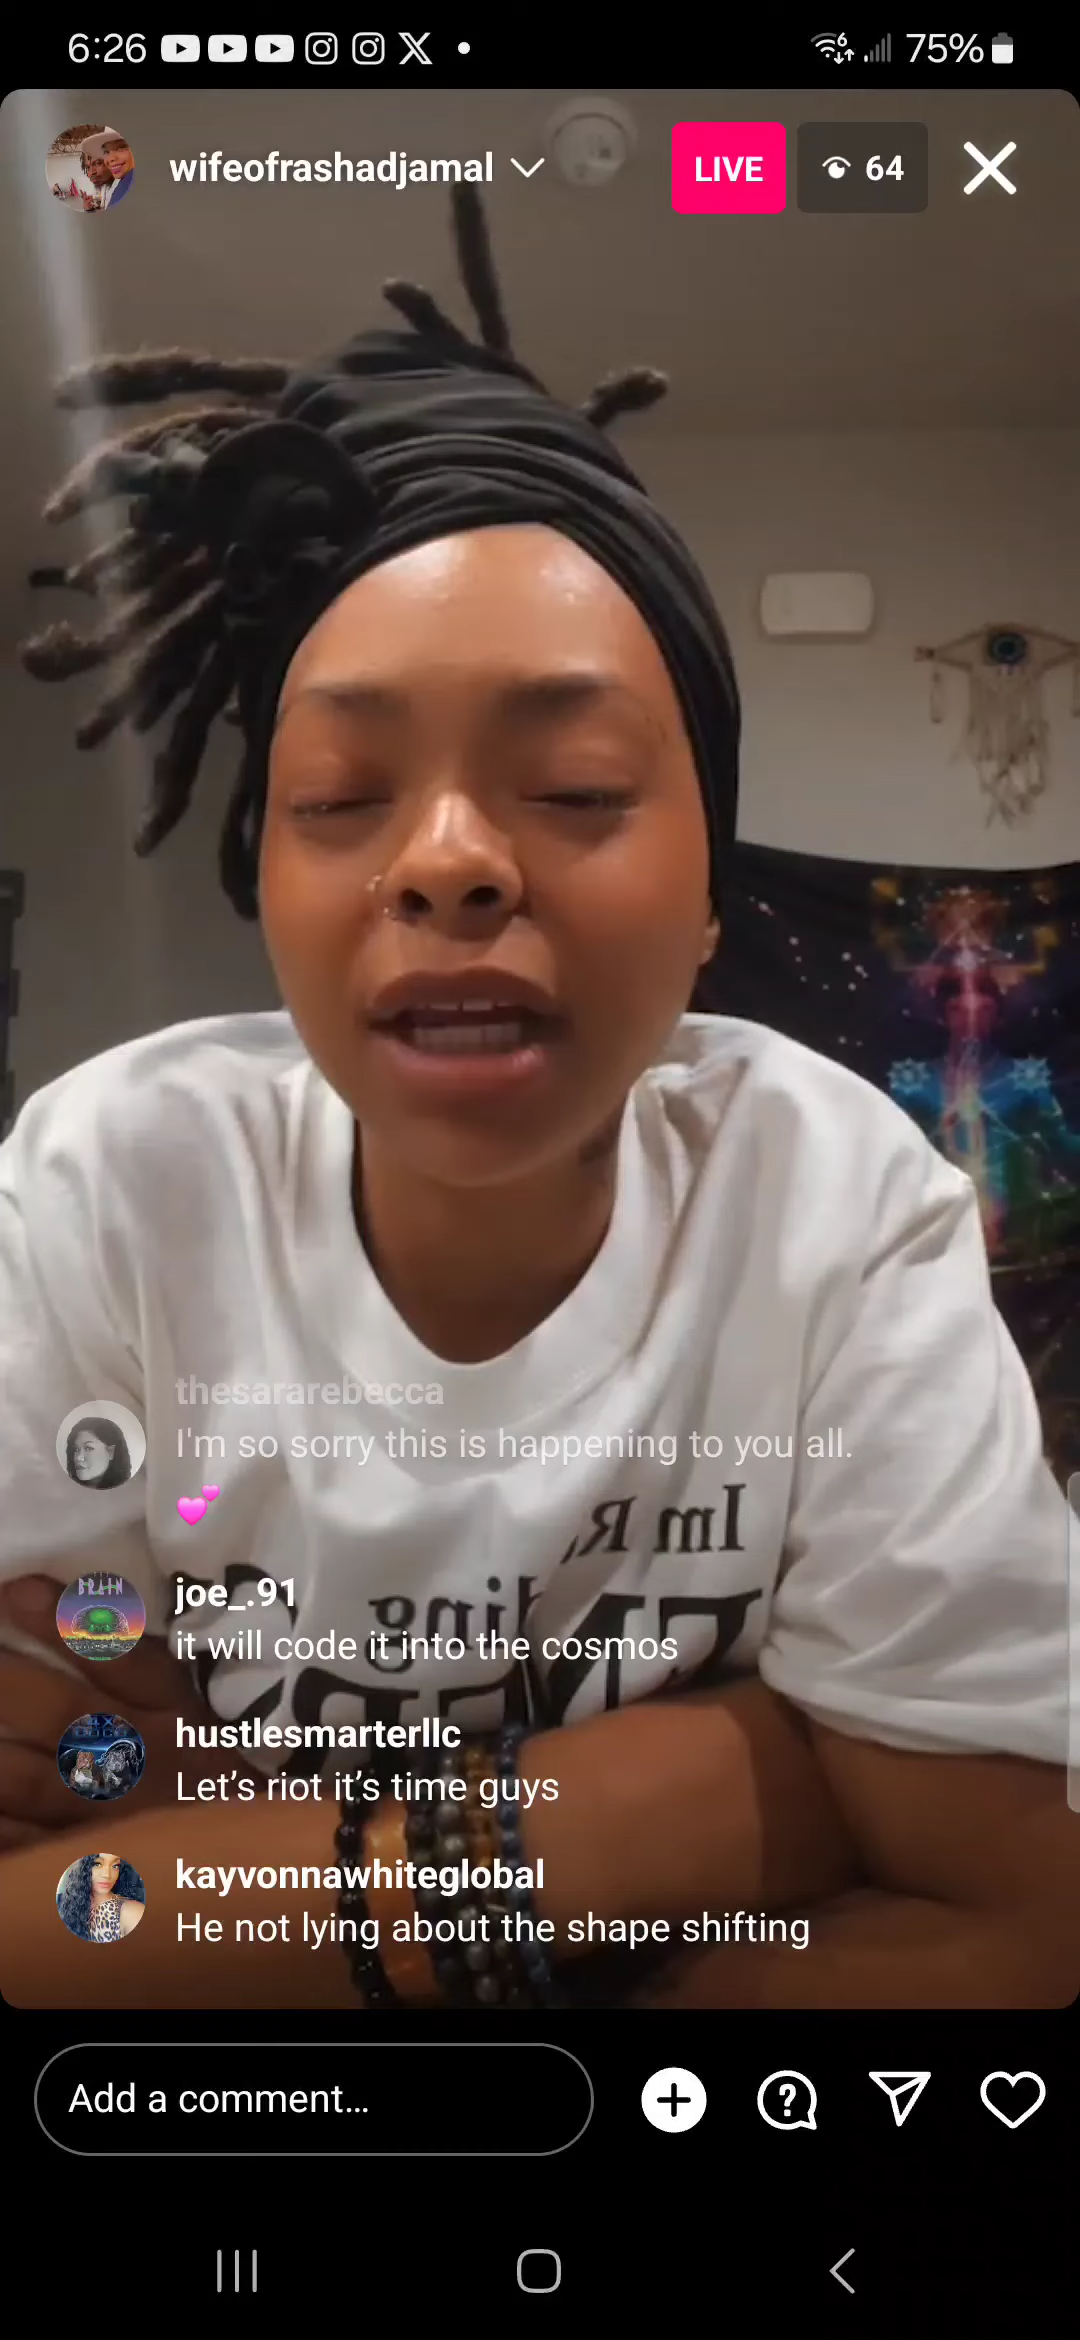 6:26
75%
wifeofrashadjamal
LIVE
64
thesararebecca
I'm so sorry this is happening to you all.
💕
Im R,
joe_.91
ding
it will code it into the cosmos
hustlesmarterllc
Let’s riot it’s time guys
kayvonnawhiteglobal
He not lying about the shape shifting
Add a comment...